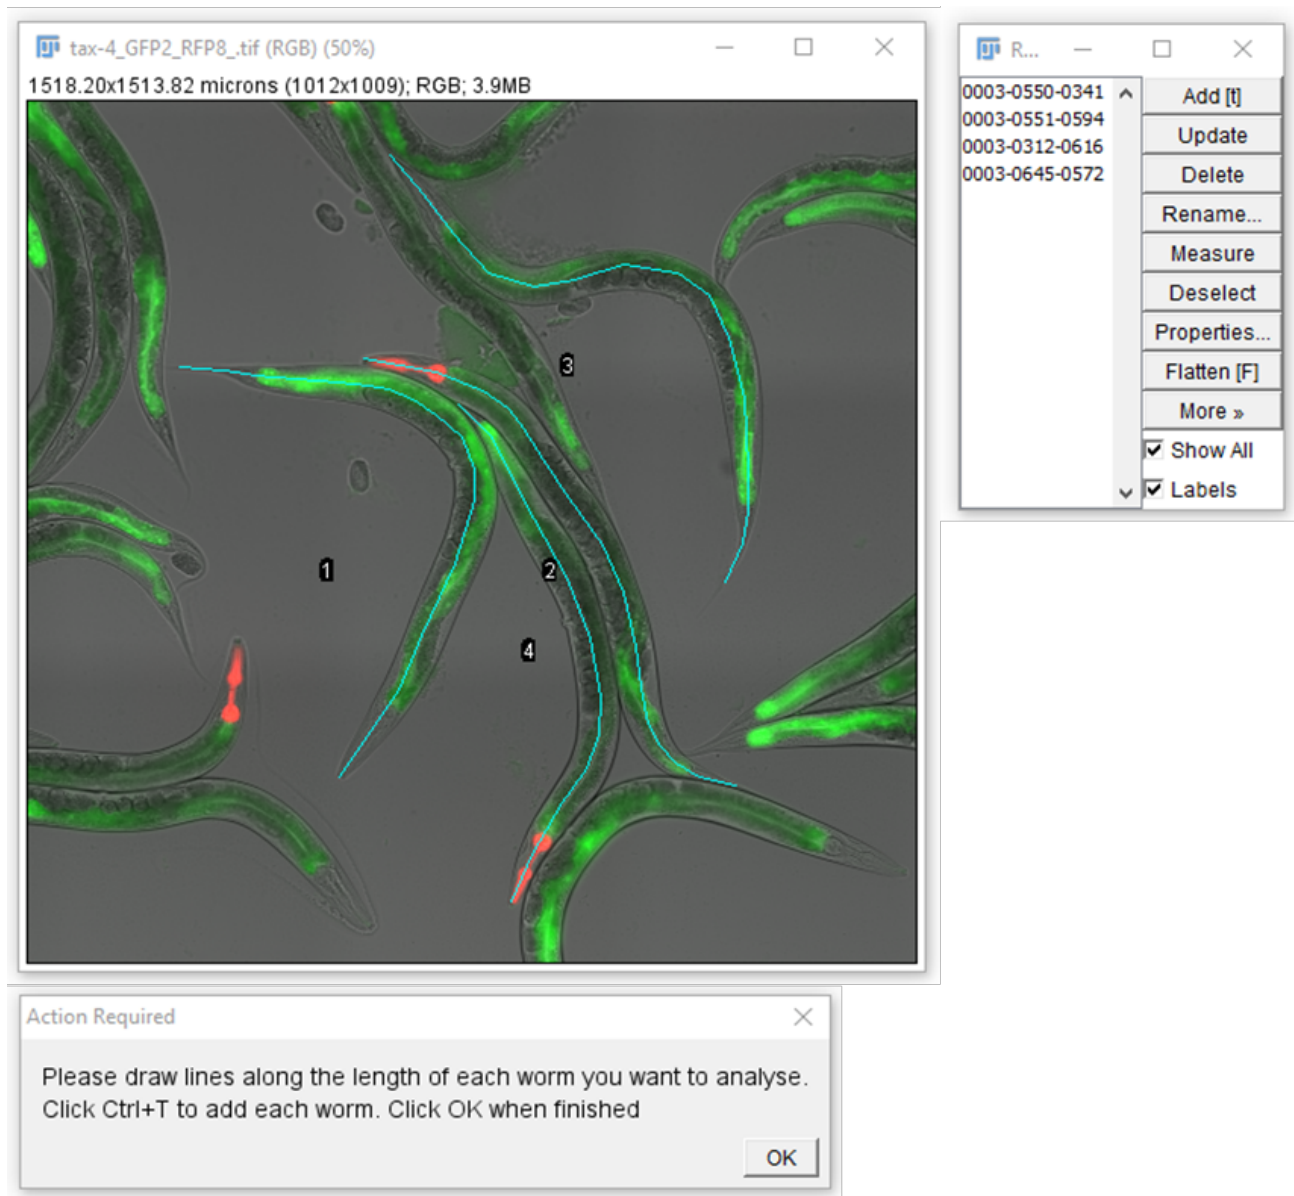 tax-4_GFP2_RFP8_.tif (RGB) (50%)
1518.20x1513.82 microns (1012x1009); RGB; 3.9MB
3
1
2
4
R...
0003-0550-0341
0003-0551-0594
0003-0312-0616
0003-0645-0572
Add [t]
Update
Delete
Rename...
Measure
Deselect
Properties...
Flatten [F]
More »
Show All
Labels
Action Required
Please draw lines along the length of each worm you want to analyse.
Click Ctrl+T to add each worm. Click OK when finished
OK